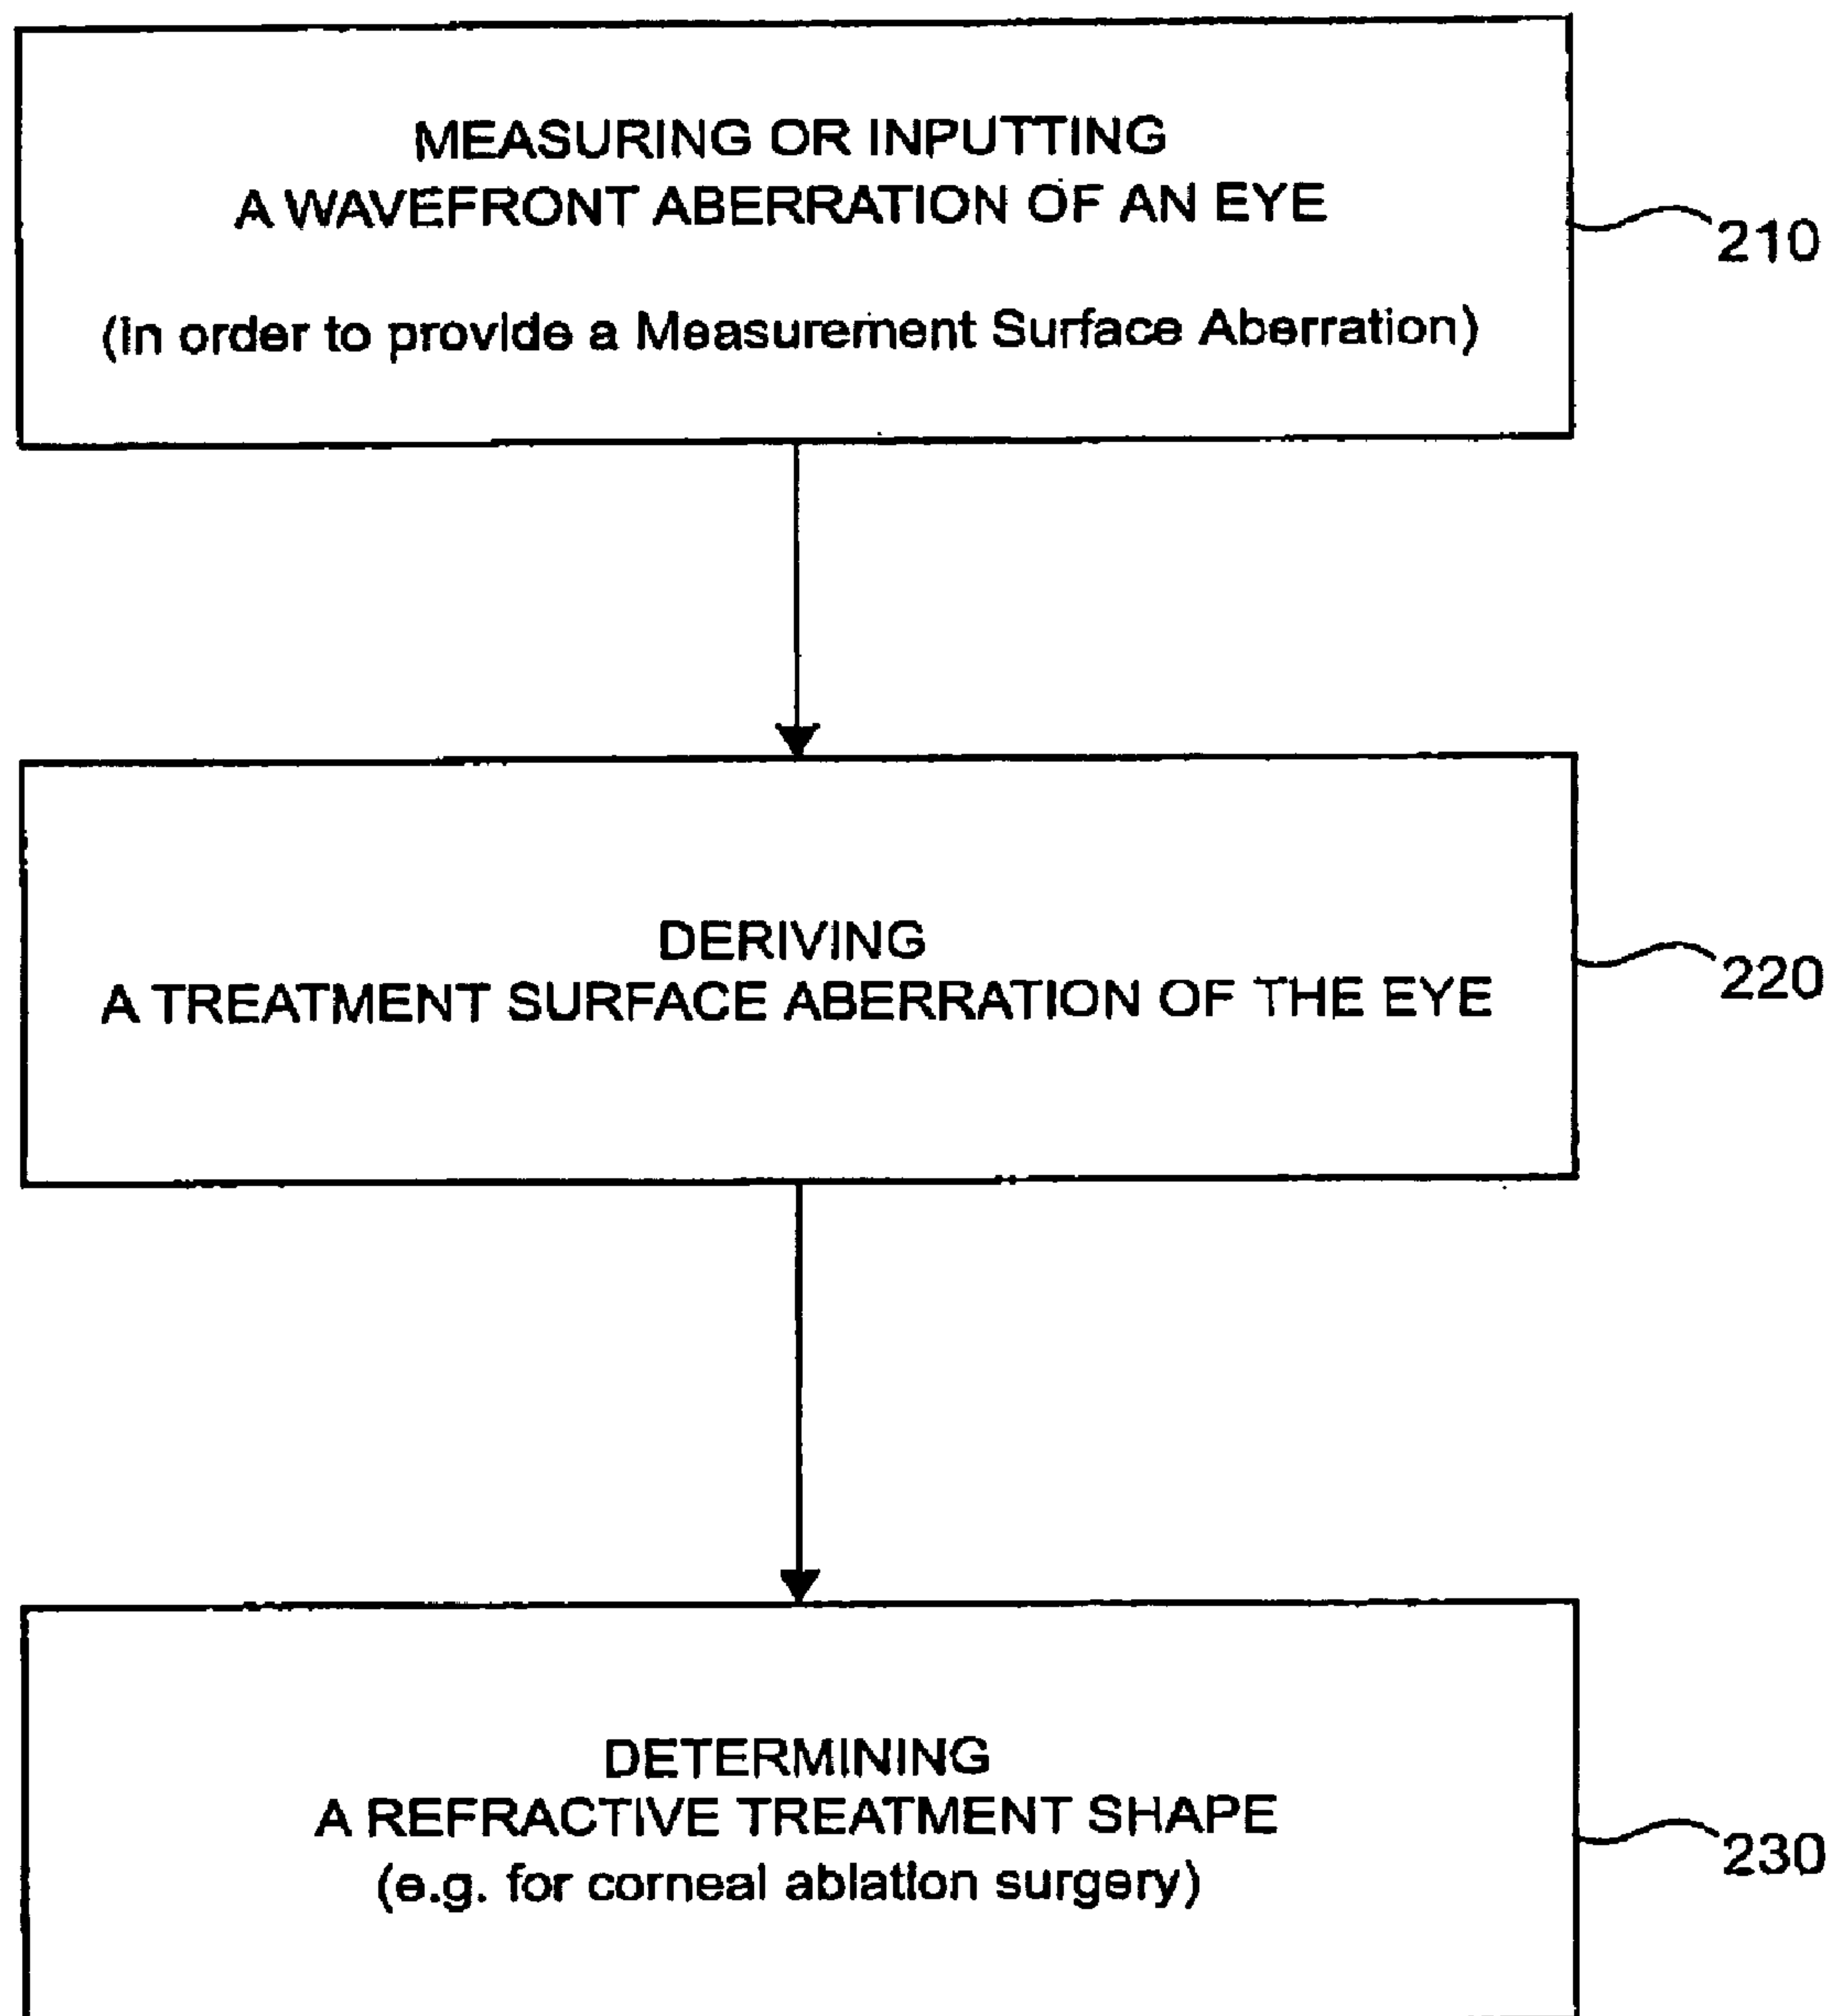 MEASURING OR INPUTTING
A WAVEFRONT ABERRATION OF AN EYE
(in order to provide a Measurement Surface Aberration)
210
DERIVING
A TREATMENT SURFACE ABERRATION OF THE EYE
220
DETERMINING
A REFRACTIVE TREATMENT SHAPE
(e.g. for corneal ablation surgery)
230